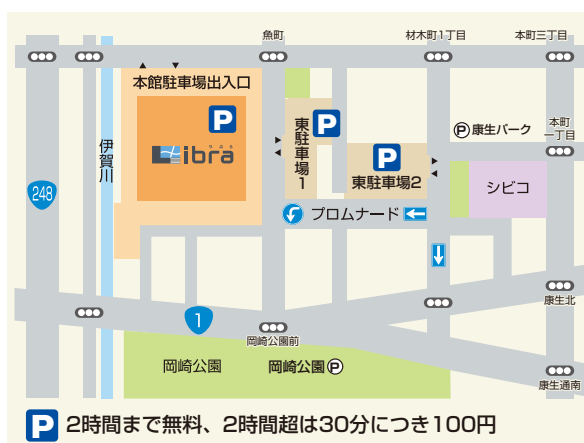 魚町
材木町1丁目
本町三丁目
本館駐車場出入口
P
Libra
りぶら
伊賀川
248
東駐車場1
P
P
東駐車場2
P 康生パーク
本町
一丁目
シビコ
プロムナード
康生北
1
岡崎公園前
岡崎公園
岡崎公園P
康生通南
P 2時間まで無料、2時間超は30分につき100円